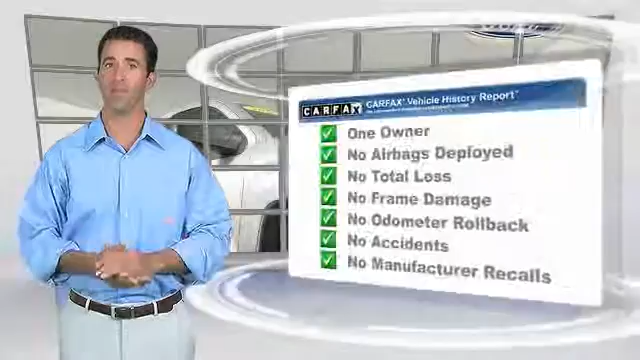 CARFAX CARFAX Vehicle History Report™
One Owner
No Airbags Deployed
No Total Loss
No Frame Damage
No Odometer Rollback
No Accidents
No Manufacturer Recalls